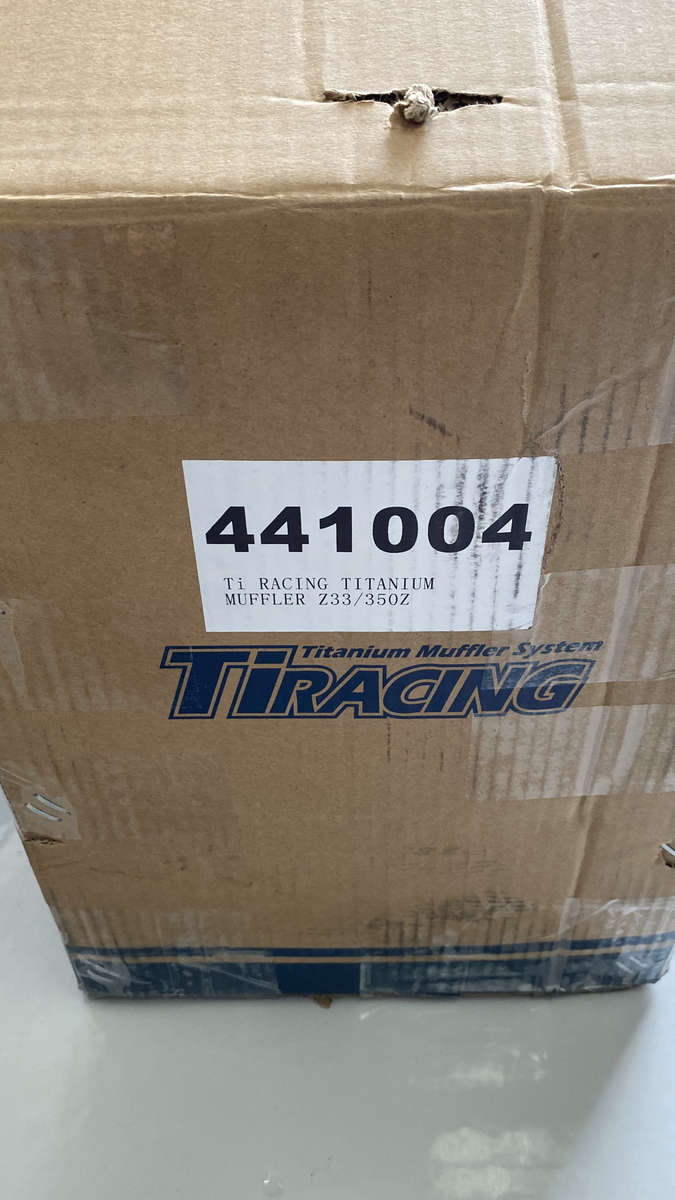 441004
Ti RACING TITANIUM
MUFFLER Z33/350Z
Titanium Muffler System
TiRACING